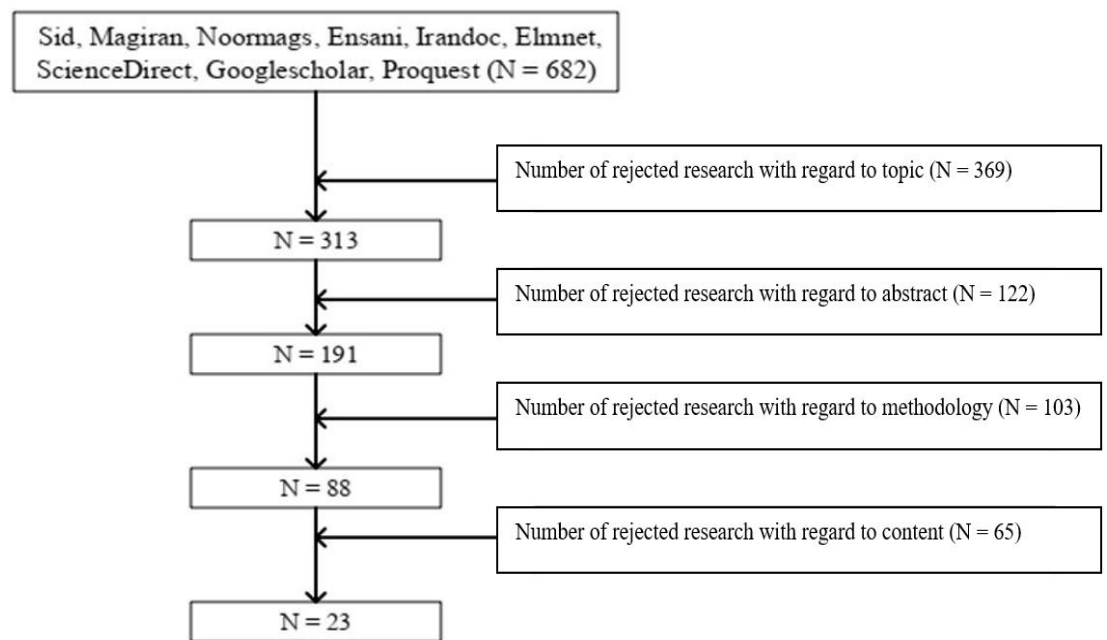 Sid, Magiran, Noormags, Ensani, Irandoc, Elmnet,
ScienceDirect, Googlescholar, Proquest (N = 682)
Number of rejected research with regard to topic (N = 369)
N = 313
Number of rejected research with regard to abstract (N = 122)
N = 191
Number of rejected research with regard to methodology (N = 103)
N = 88
Number of rejected research with regard to content (N = 65)
N = 23